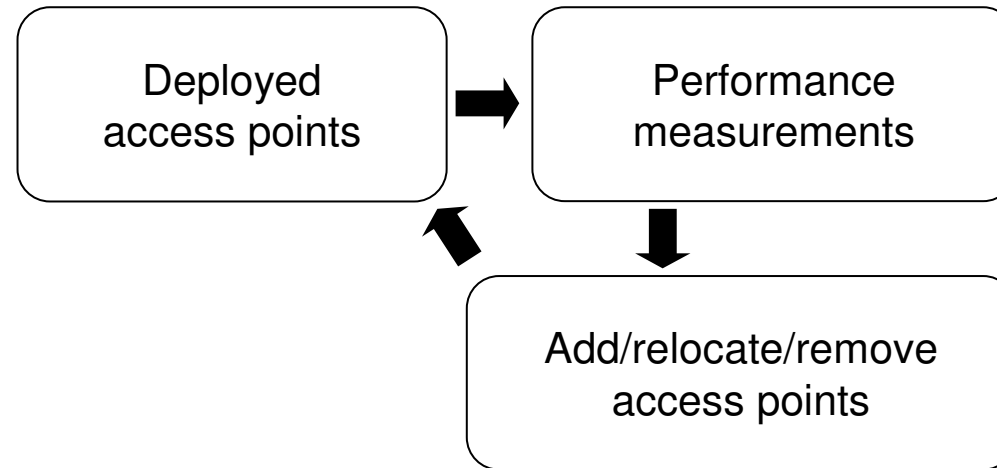 Deployed
access points
Performance
measurements
Add/relocate/remove
access points